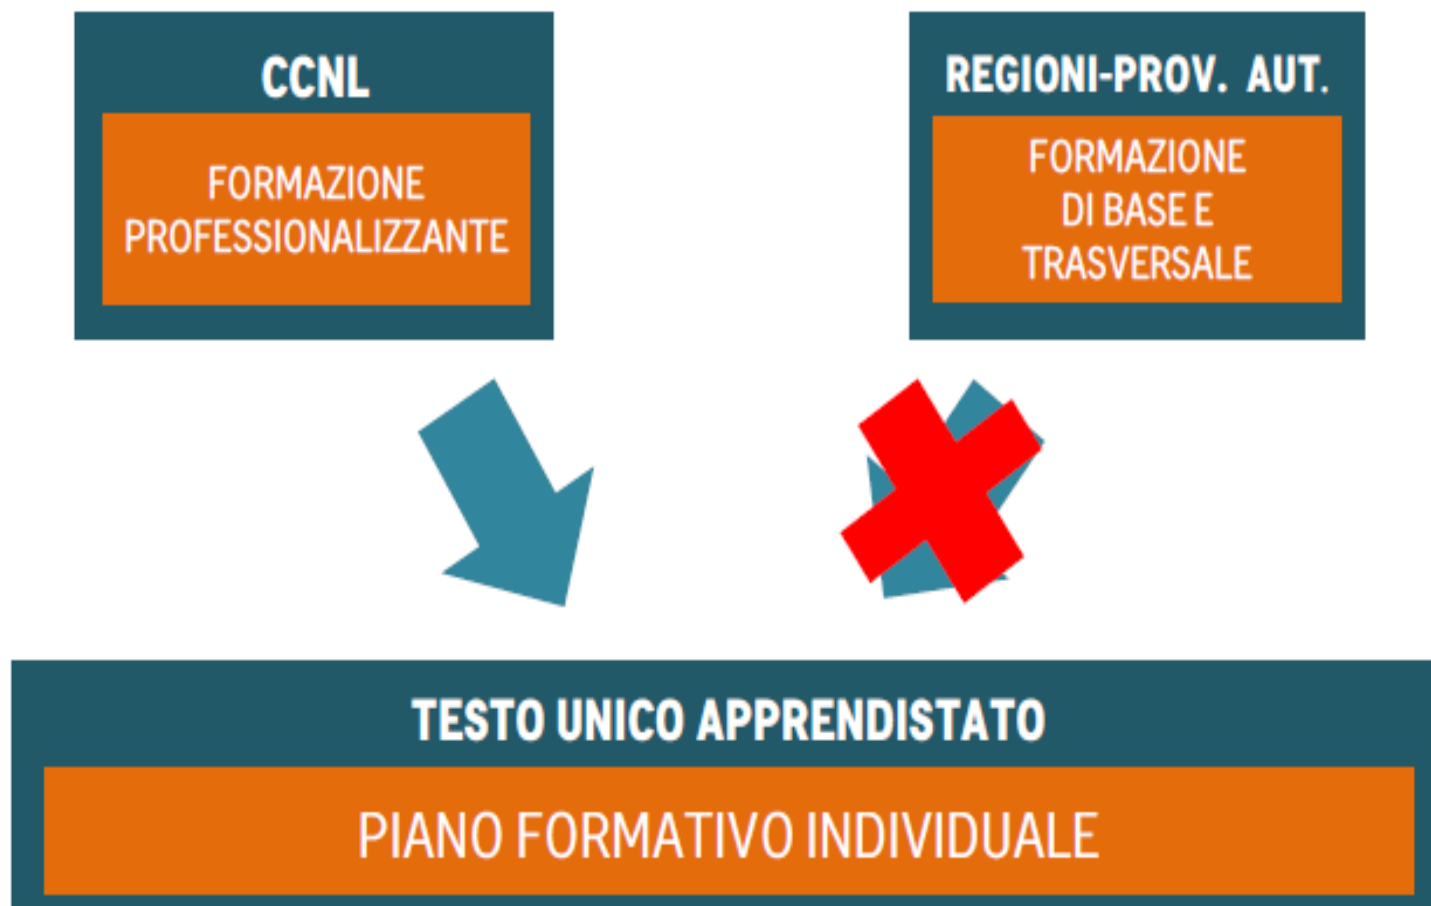 CCNL
FORMAZIONE
PROFESSIONALIZZANTE
REGIONI-PROV. AUT.
FORMAZIONE
DI BASE E
TRASVERSALE
TESTO UNICO APPRENDISTATO
PIANO FORMATIVO INDIVIDUALE